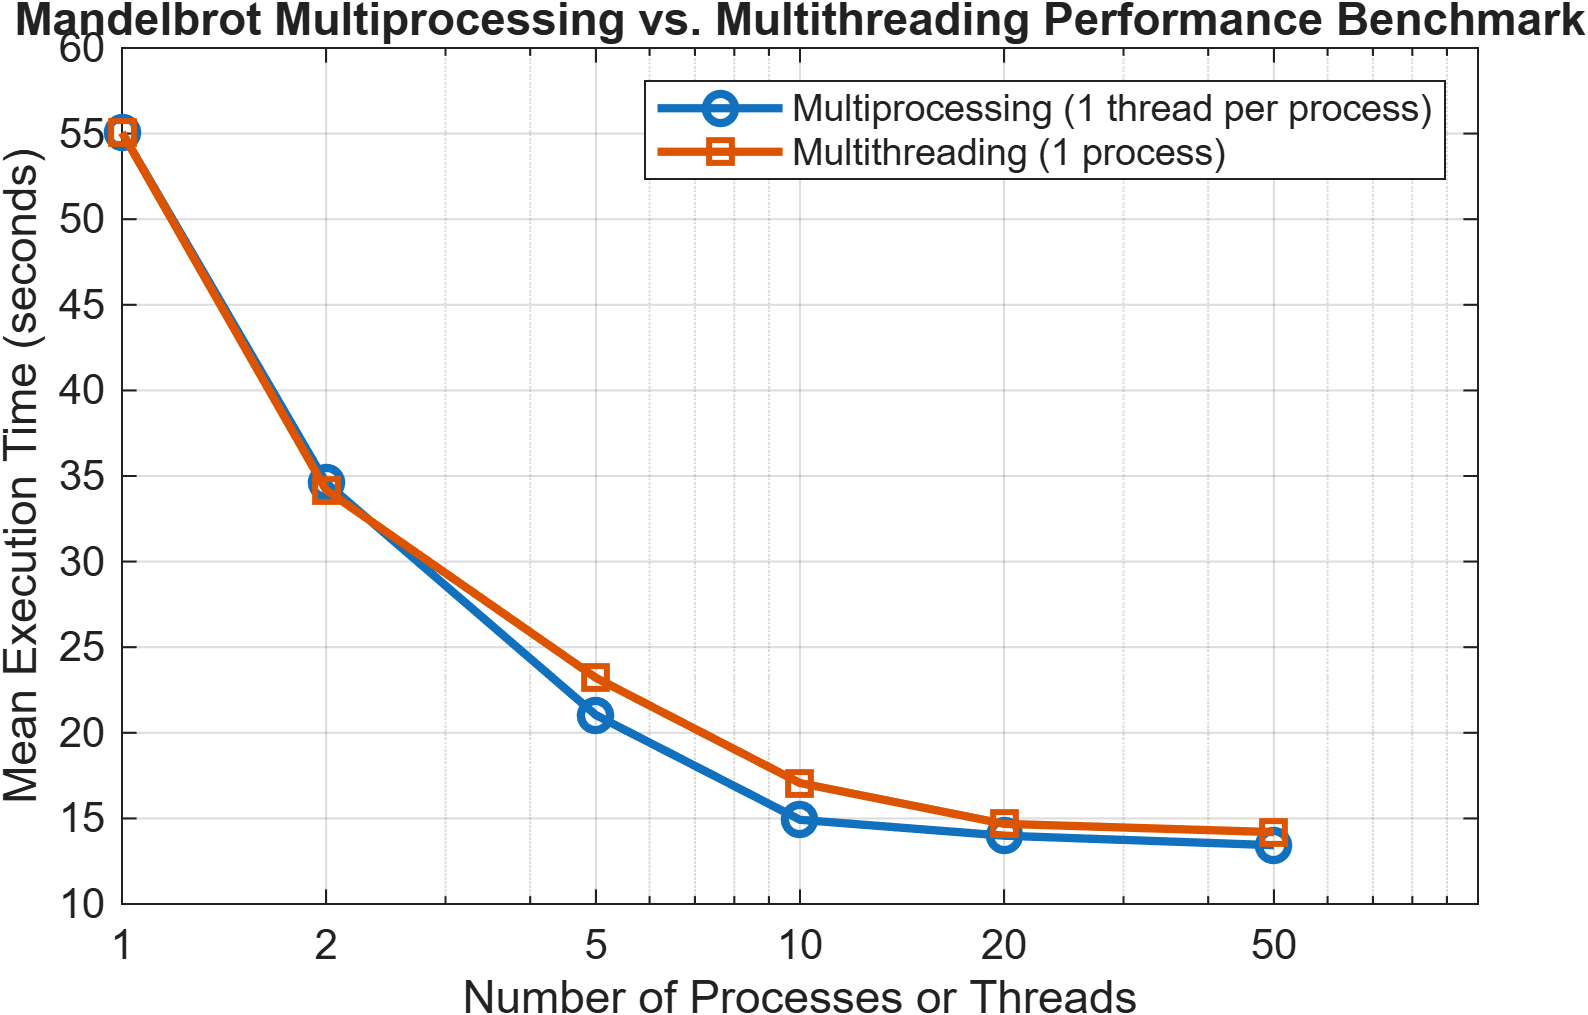 Mandelbrot Multiprocessing vs. Multithreading Performance Benchmark
Multiprocessing (1 thread per process)
Multithreading (1 process)
Mean Execution Time (seconds)
60
55
50
45
40
35
30
25
20
15
10
1 2 5 10 20 50
Number of Processes or Threads